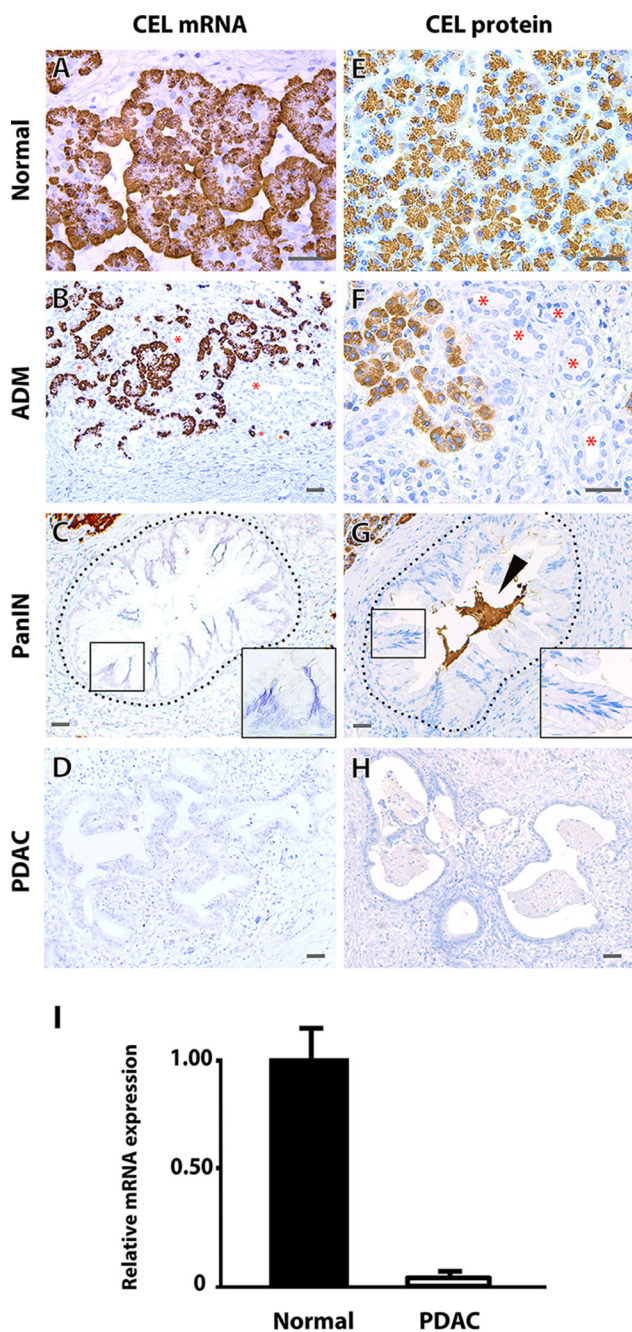 CEL mRNA CEL protein
Normal
A
E
ADM
B
* * * * *
F
* * * * *
PanIN
C
G
PDAC
D
H
I
Relative mRNA expression
1.00
0.50
0
Normal PDAC